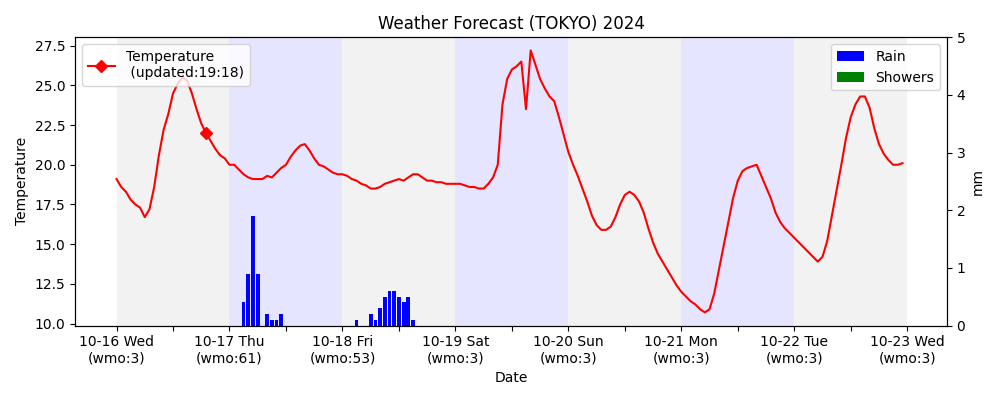 Weather Forecast (TOKYO) 2024
Temperature
(updated:19:18)
Rain
Showers
27.5
25.0
22.5
20.0
17.5
15.0
12.5
10.0
Temperature
5
4
3
2
1
0
mm
10-16 Wed
(wmo:3)
10-17 Thu
(wmo:61)
10-18 Fri
(wmo:53)
10-19 Sat
(wmo:3)
10-20 Sun
(wmo:3)
10-21 Mon
(wmo:3)
10-22 Tue
(wmo:3)
10-23 Wed
(wmo:3)
Date